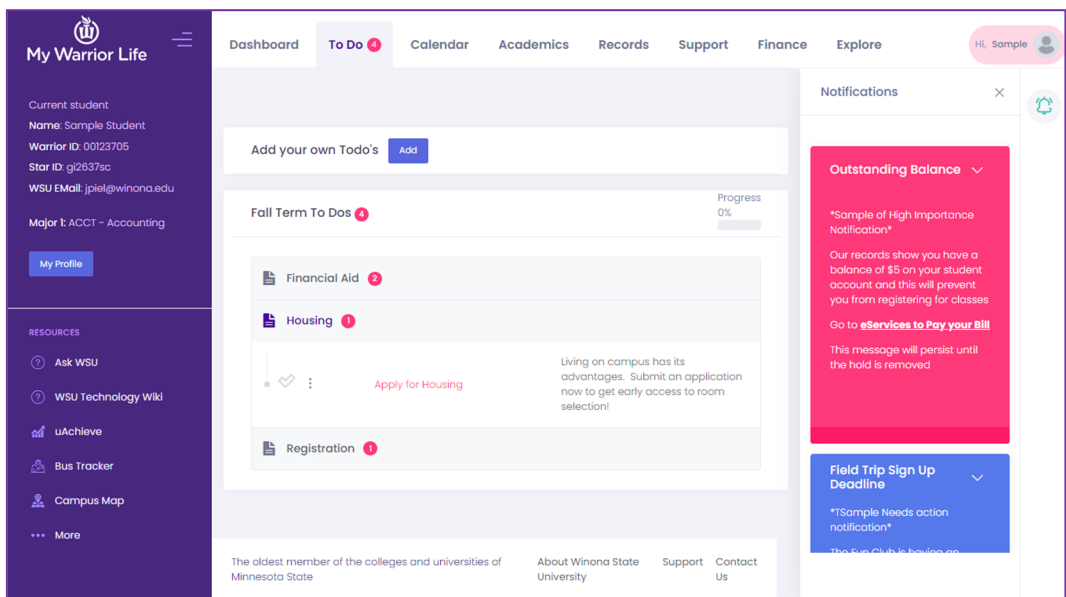 My Warrior Life
Current student
Name: Sample Student
Warrior ID: 00123705
Star ID: gi2637sc
WSU EMail: jpiel@winona.edu
Major 1: ACCT - Accounting
My Profile
RESOURCES
Ask WSU
WSU Technology Wiki
uAchieve
Bus Tracker
Campus Map
More
Dashboard
To Do 4
Calendar
Academics
Records
Support
Finance
Explore
Hi, Sample
Add your own Todo's
Add
Fall Term To Dos 4
Progress
0%
Financial Aid 2
Housing 1
Apply for Housing
Living on campus has its
advantages. Submit an application
now to get early access to room
selection!
Registration 1
Notifications
Outstanding Balance
*Sample of High Importance
Notification*
Our records show you have a
balance of $5 on your student
account and this will prevent
you from registering for classes
Go to eServices to Pay your Bill
This message will persist until
the hold is removed
Field Trip Sign Up
Deadline
*TSample Needs action
notification*
The Fun Club is having an
The oldest member of the colleges and universities of
Minnesota State
About Winona State
University
Support
Contact
Us